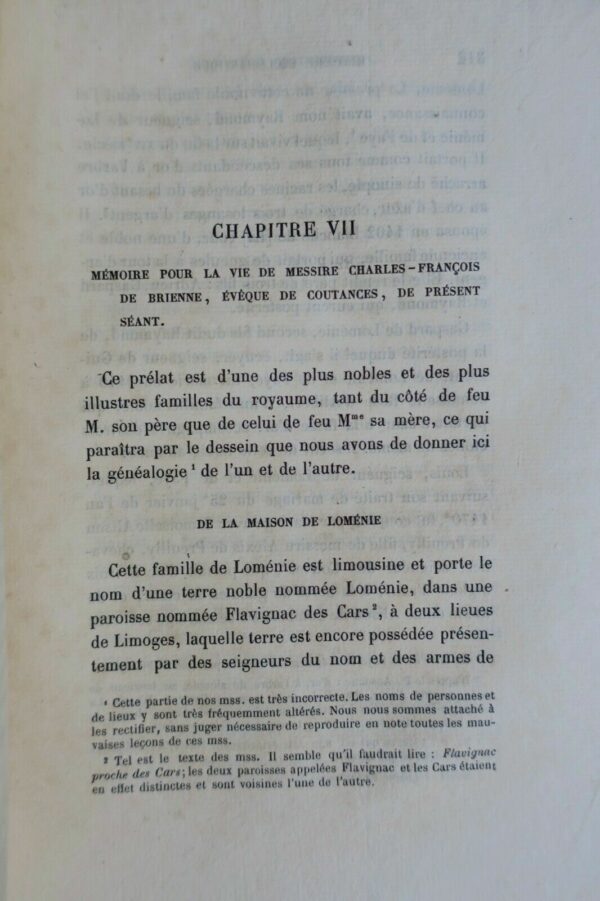 CHAPITRE VII
MÉMOIRE POUR LA VIE DE MESSIRE CHARLES-FRANÇOIS
DE BRIENNE, ÉVÊQUE DE COUTANCES, DE PRÉSENT
SÉANT.
Ce prélat est d'une des plus nobles et des plus
illustres familles du royaume, tant du côté de feu
M. son père que de celui de feu Mme sa mère, ce qui
paraîtra par le dessein que nous avons de donner ici
la généalogie 1 de l'un et de l'autre.
DE LA MAISON DE LOMÉNIE
Cette famille de Loménie est limousine et porte le
nom d'une terre noble nommée Loménie, dans une
paroisse nommée Flavignac des Cars 2, à deux lieues
de Limoges, laquelle terre est encore possédée présen-
tement par des seigneurs du nom et des armes de
1 Cette partie de nos mss. est très incorrecte. Les noms de personnes et
de lieux y sont très fréquemment altérés. Nous nous sommes attaché à
les rectifier, sans juger nécessaire de reproduire en note toutes les mau-
vaises leçons de ces mss.
2 Tel est le texte des mss. Il semble qu'il faudrait lire : Flavignac
proche des Cars; les deux paroisses appelées Flavignac et les Cars étaient
en effet distinctes et sont voisines l'une de l'autre.